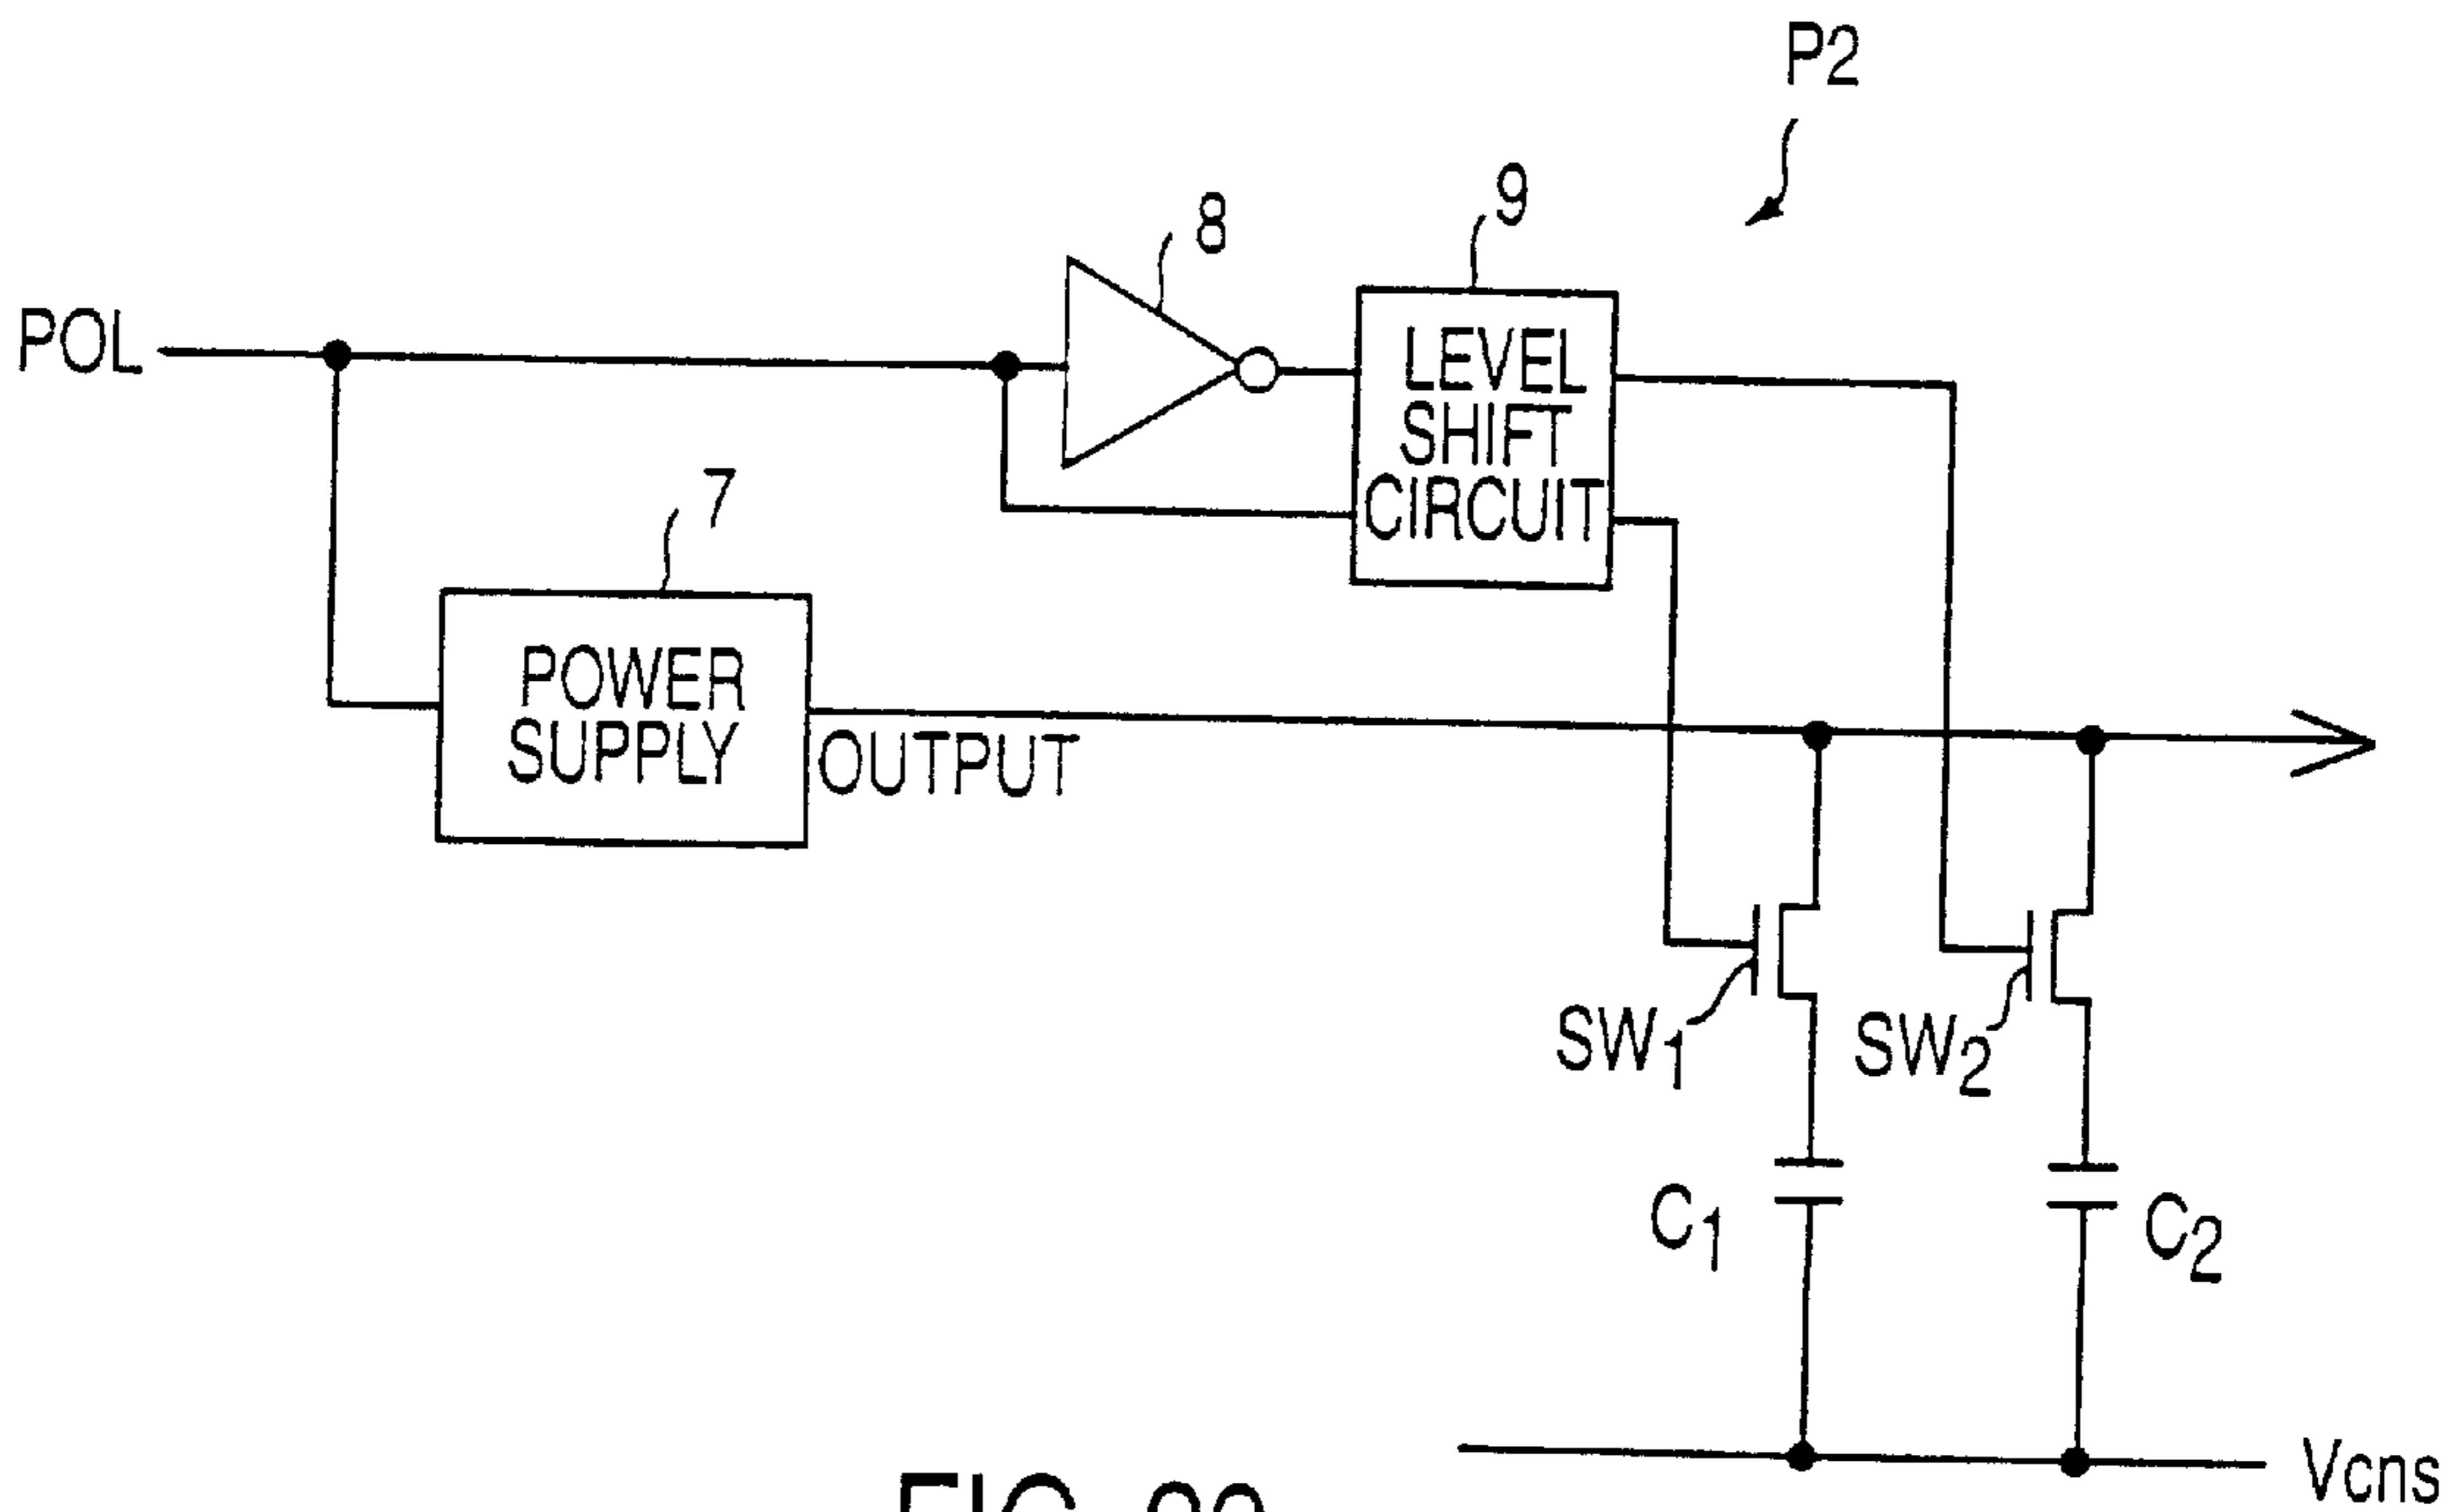 P2
8
9
POL
LEVEL
SHIFT
CIRCUIT
7
POWER
SUPPLY
OUTPUT
SW1
SW2
C1
C2
Vcns